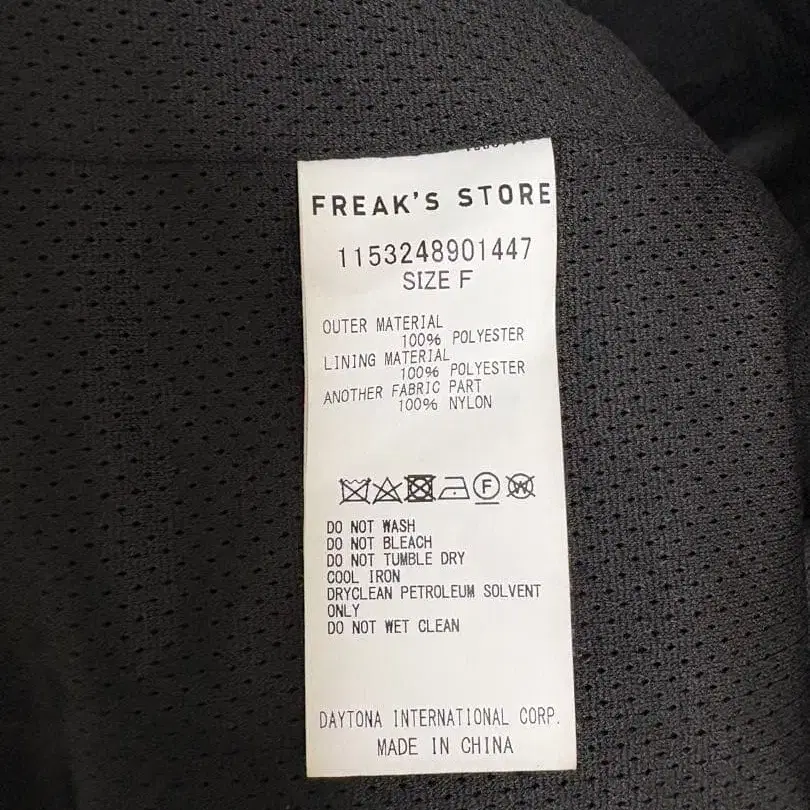 FREAK'S STORE
1153248901447
SIZE F
OUTER MATERIAL
100% POLYESTER
LINING MATERIAL
100% POLYESTER
ANOTHER FABRIC PART
100% NYLON
F W
DO NOT WASH
DO NOT BLEACH
DO NOT TUMBLE DRY
COOL IRON
DRYCLEAN PETROLEUM SOLVENT
ONLY
DO NOT WET CLEAN
DAYTONA INTERNATIONAL CORP.
MADE IN CHINA